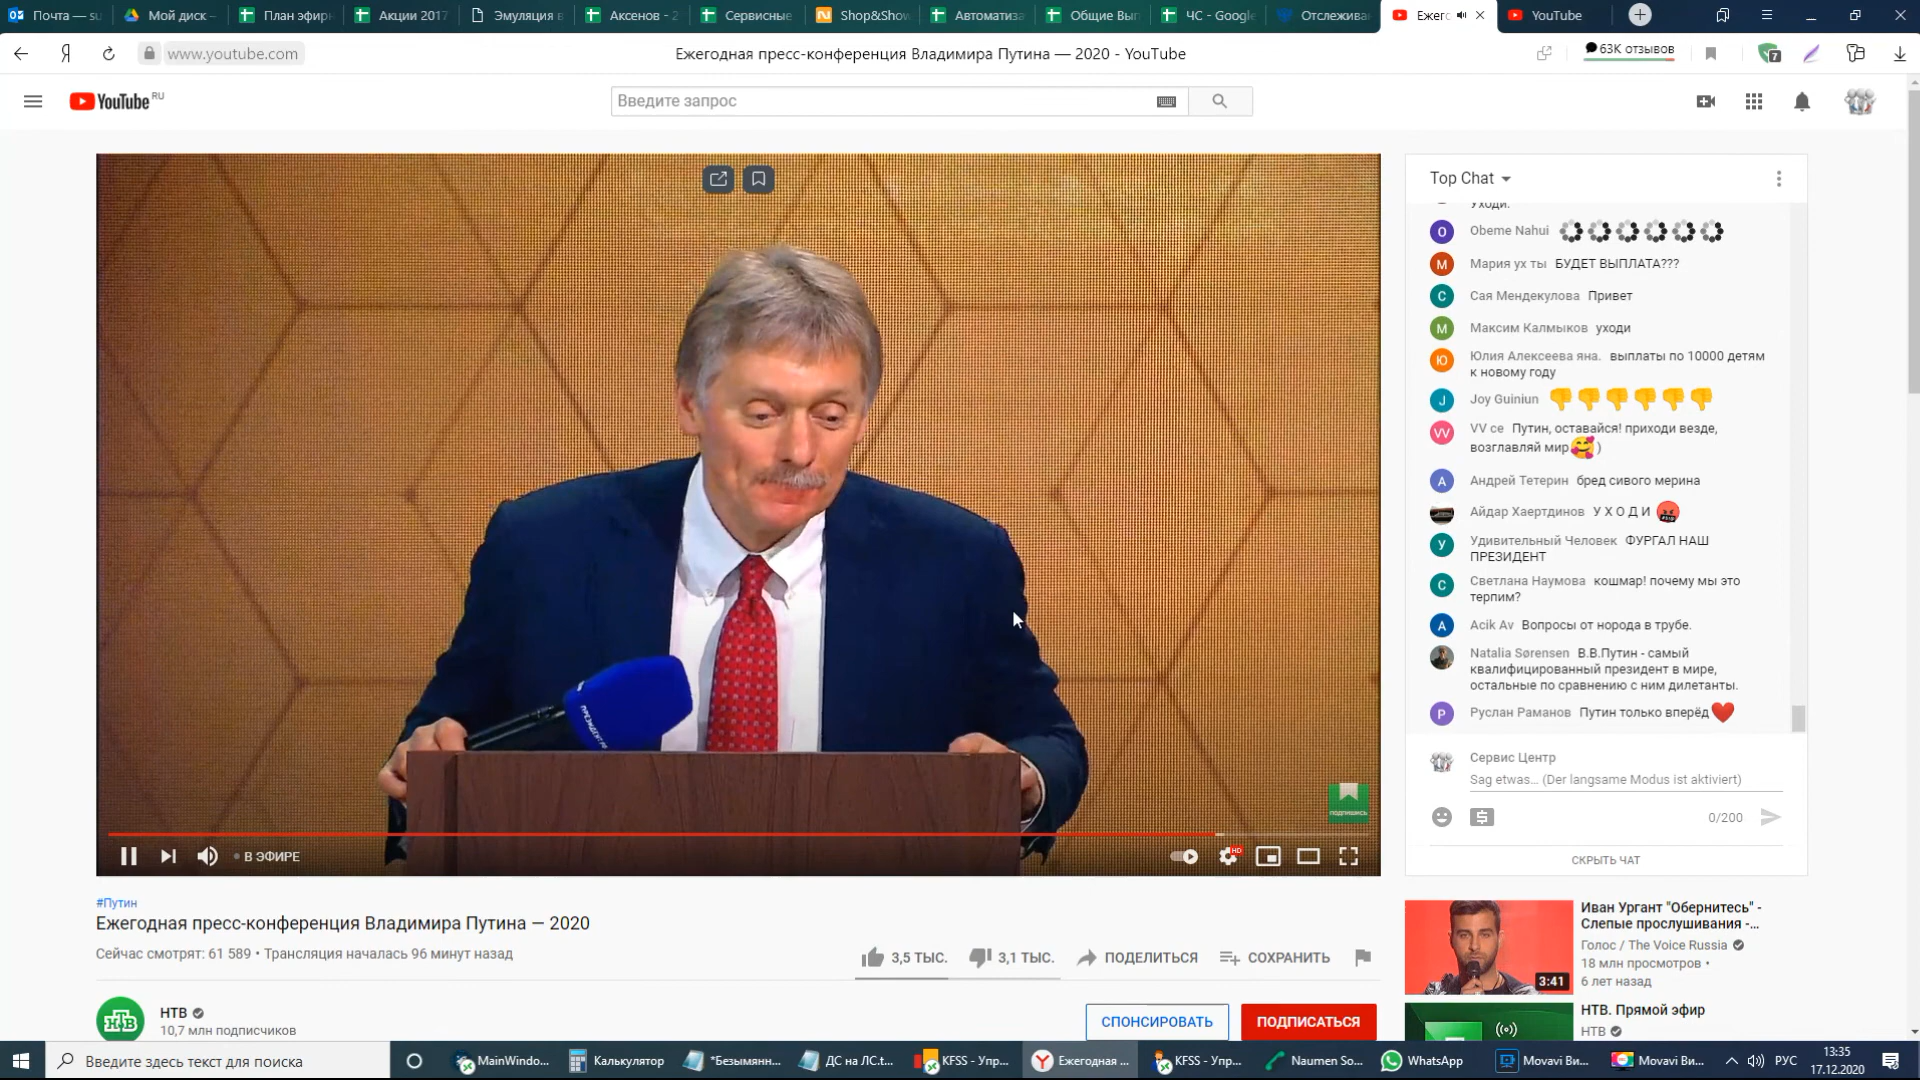 Почта — su
Мой диск –
План эфирн
Акции 2017
Эмуляция в
Аксенов - 2
Сервисные
Shop&Show
Автоматиза
Общие Вып
ЧС - Google
Отслежива
Ежего
YouTube
www.youtube.com
Ежегодная пресс-конференция Владимира Путина — 2020 - YouTube
63K отзывов
7
YouTube RU
Введите запрос
Top Chat
Уходи.
Obeme Nahui
Мария ух ты БУДЕТ ВЫПЛАТА???
Сая Мендекулова Привет
Максим Калмыков уходи
Юлия Алексеева яна. выплаты по 10000 детям
к новому году
Joy Guiniun
VV ce Путин, оставайся! приходи везде,
возглавляй мир )
Андрей Тетерин бред сивого мерина
Айдар Хаертдинов У Х О Д И
Удивительный Человек ФУРГАЛ НАШ
ПРЕЗИДЕНТ
Светлана Наумова кошмар! почему мы это
терпим?
Acik Av Вопросы от норода в трубе.
Natalia Sørensen В.В.Путин - самый
квалифицированный президент в мире,
остальные по сравнению с ним дилетанты.
Руслан Раманов Путин только вперёд
Сервис Центр
Sag etwas… (Der langsame Modus ist aktiviert)
0/200
СКРЫТЬ ЧАТ
ПОДПИШИСЬ
В ЭФИРЕ
HD
#Путин
Ежегодная пресс-конференция Владимира Путина — 2020
Сейчас смотрят: 61 589 • Трансляция началась 96 минут назад
3,5 ТЫС.
3,1 ТЫС.
ПОДЕЛИТЬСЯ
СОХРАНИТЬ
НТВ
НТВ
10,7 млн подписчиков
СПОНСИРОВАТЬ
ПОДПИСАТЬСЯ
Иван Ургант "Обернитесь" -
Слепые прослушивания -...
Голос / The Voice Russia
18 млн просмотров •
6 лет назад
3:41
НТВ. Прямой эфир
НТВ
Введите здесь текст для поиска
MainWindo...
Калькулятор
*Безымянн...
ДС на ЛС.t...
KFSS - Упр...
Ежегодная ...
KFSS - Упр...
Naumen So...
WhatsApp
Movavi Ви...
Movavi Ви...
РУС
13:35
17.12.2020